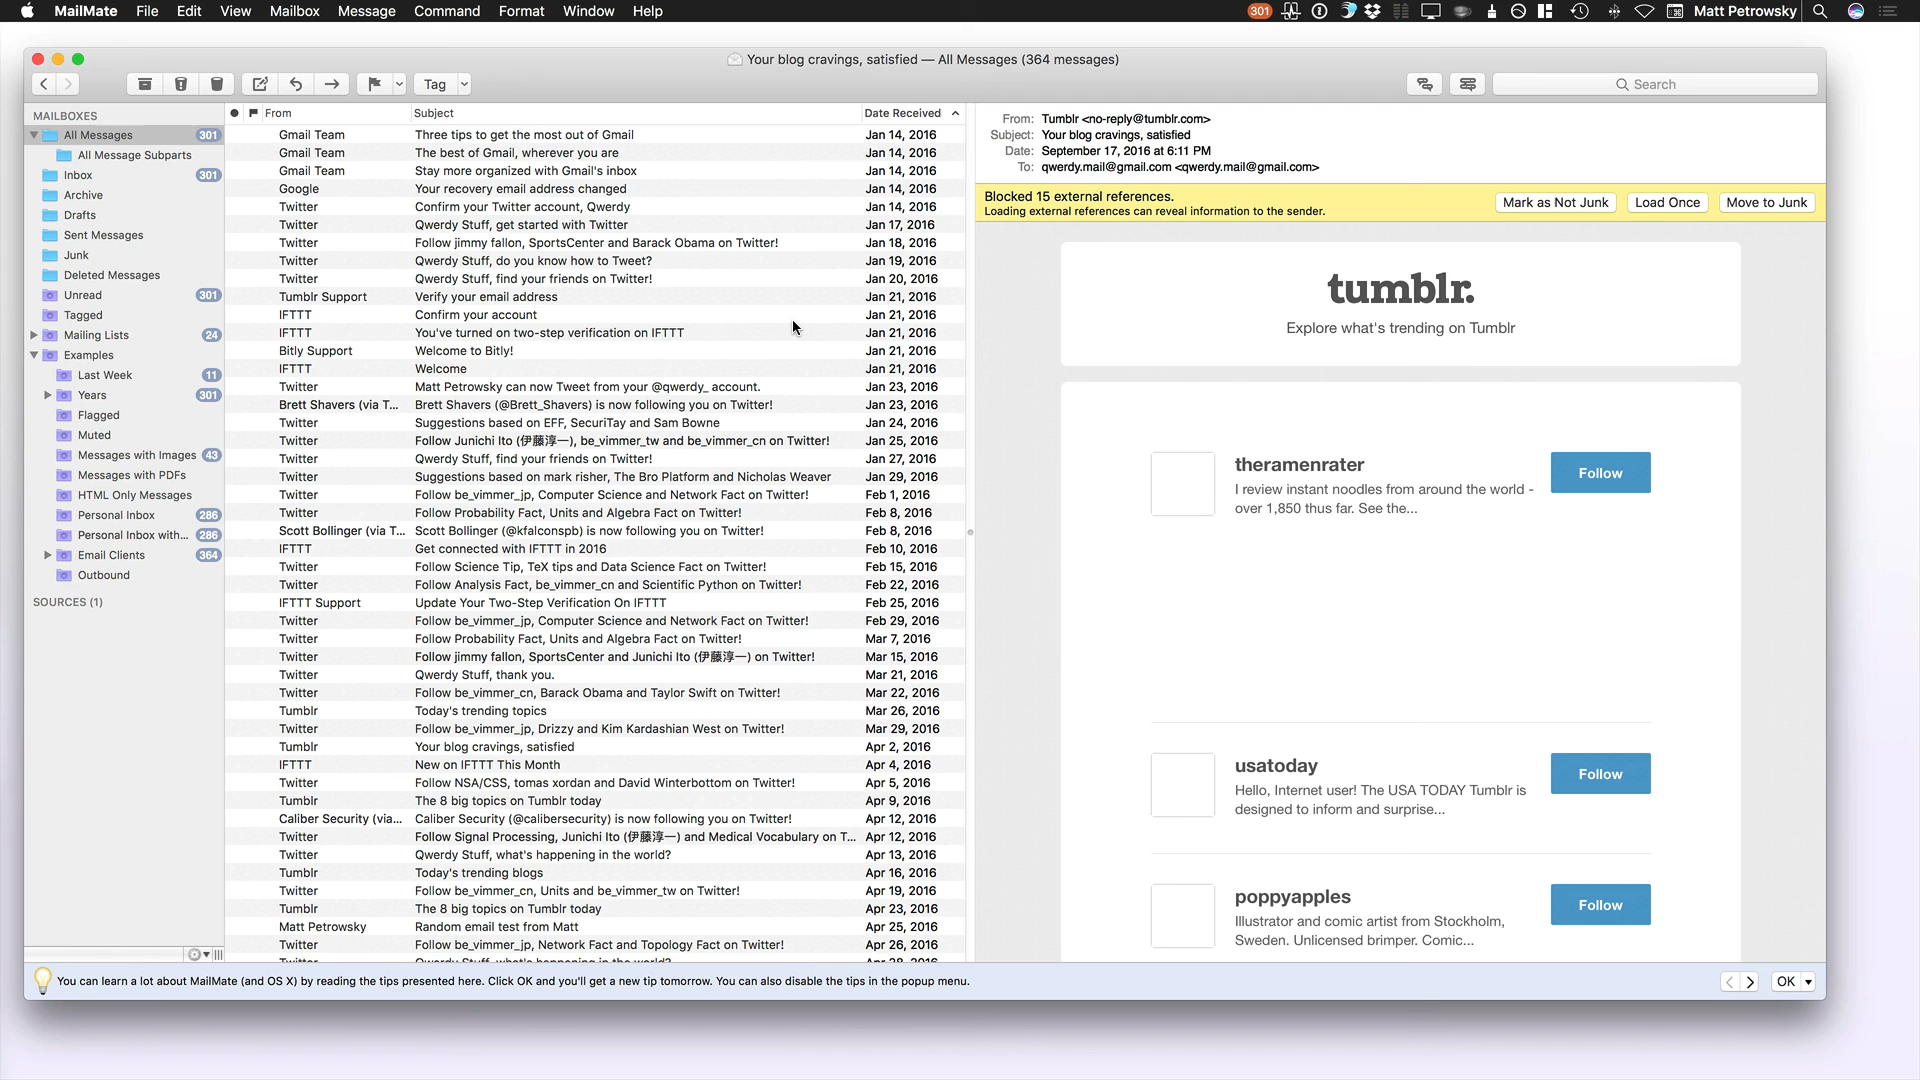 MailMate File Edit View Mailbox Message Command Format Window Help 301 Matt Petrowsky
Your blog cravings, satisfied — All Messages (364 messages)
Tag Search
MAILBOXES
All Messages 301
All Message Subparts
Inbox 301
Archive
Drafts
Sent Messages
Junk
Deleted Messages
Unread 301
Tagged
Mailing Lists 24
Examples
Last Week 11
Years 301
Flagged
Muted
Messages with Images 43
Messages with PDFs
HTML Only Messages
Personal Inbox 286
Personal Inbox with... 286
Email Clients 364
Outbound
SOURCES (1)
From Subject Date Received
Gmail Team Three tips to get the most out of Gmail Jan 14, 2016
Gmail Team The best of Gmail, wherever you are Jan 14, 2016
Gmail Team Stay more organized with Gmail's inbox Jan 14, 2016
Google Your recovery email address changed Jan 14, 2016
Twitter Confirm your Twitter account, Qwerdy Jan 14, 2016
Twitter Qwerdy Stuff, get started with Twitter Jan 17, 2016
Twitter Follow jimmy fallon, SportsCenter and Barack Obama on Twitter! Jan 18, 2016
Twitter Qwerdy Stuff, do you know how to Tweet? Jan 19, 2016
Twitter Qwerdy Stuff, find your friends on Twitter! Jan 20, 2016
Tumblr Support Verify your email address Jan 21, 2016
IFTTT Confirm your account Jan 21, 2016
IFTTT You've turned on two-step verification on IFTTT Jan 21, 2016
Bitly Support Welcome to Bitly! Jan 21, 2016
IFTTT Welcome Jan 21, 2016
Twitter Matt Petrowsky can now Tweet from your @qwerdy_ account. Jan 23, 2016
Brett Shavers (via T... Brett Shavers (@Brett_Shavers) is now following you on Twitter! Jan 23, 2016
Twitter Suggestions based on EFF, SecuriTay and Sam Bowne Jan 24, 2016
Twitter Follow Junichi Ito (伊藤淳一), be_vimmer_tw and be_vimmer_cn on Twitter! Jan 25, 2016
Twitter Qwerdy Stuff, find your friends on Twitter! Jan 27, 2016
Twitter Suggestions based on mark risher, The Bro Platform and Nicholas Weaver Jan 29, 2016
Twitter Follow be_vimmer_jp, Computer Science and Network Fact on Twitter! Feb 1, 2016
Twitter Follow Probability Fact, Units and Algebra Fact on Twitter! Feb 8, 2016
Scott Bollinger (via T... Scott Bollinger (@kfalconspb) is now following you on Twitter! Feb 8, 2016
IFTTT Get connected with IFTTT in 2016 Feb 10, 2016
Twitter Follow Science Tip, TeX tips and Data Science Fact on Twitter! Feb 15, 2016
Twitter Follow Analysis Fact, be_vimmer_cn and Scientific Python on Twitter! Feb 22, 2016
IFTTT Support Update Your Two-Step Verification On IFTTT Feb 25, 2016
Twitter Follow be_vimmer_jp, Computer Science and Network Fact on Twitter! Feb 29, 2016
Twitter Follow Probability Fact, Units and Algebra Fact on Twitter! Mar 7, 2016
Twitter Follow jimmy fallon, SportsCenter and Junichi Ito (伊藤淳一) on Twitter! Mar 15, 2016
Twitter Qwerdy Stuff, thank you. Mar 21, 2016
Twitter Follow be_vimmer_cn, Barack Obama and Taylor Swift on Twitter! Mar 22, 2016
Tumblr Today's trending topics Mar 26, 2016
Twitter Follow be_vimmer_jp, Drizzy and Kim Kardashian West on Twitter! Mar 29, 2016
Tumblr Your blog cravings, satisfied Apr 2, 2016
IFTTT New on IFTTT This Month Apr 4, 2016
Twitter Follow NSA/CSS, tomas xordan and David Winterbottom on Twitter! Apr 5, 2016
Tumblr The 8 big topics on Tumblr today Apr 9, 2016
Caliber Security (via... Caliber Security (@calibersecurity) is now following you on Twitter! Apr 12, 2016
Twitter Follow Signal Processing, Junichi Ito (伊藤淳一) and Medical Vocabulary on T... Apr 12, 2016
Twitter Qwerdy Stuff, what's happening in the world? Apr 13, 2016
Tumblr Today's trending blogs Apr 16, 2016
Twitter Follow be_vimmer_cn, Units and be_vimmer_tw on Twitter! Apr 19, 2016
Tumblr The 8 big topics on Tumblr today Apr 23, 2016
Matt Petrowsky Random email test from Matt Apr 25, 2016
Twitter Follow be_vimmer_jp, Network Fact and Topology Fact on Twitter! Apr 26, 2016
Twitter Qwerdy Stuff, what's happening in the world? Apr 28, 2016
From: Tumblr <no-reply@tumblr.com>
Subject: Your blog cravings, satisfied
Date: September 17, 2016 at 6:11 PM
To: qwerdy.mail@gmail.com <qwerdy.mail@gmail.com>
Blocked 15 external references.
Loading external references can reveal information to the sender.
Mark as Not Junk Load Once Move to Junk
tumblr.
Explore what's trending on Tumblr
theramenrater
I review instant noodles from around the world -
over 1,850 thus far. See the...
Follow
usatoday
Hello, Internet user! The USA TODAY Tumblr is
designed to inform and surprise...
Follow
poppyapples
Illustrator and comic artist from Stockholm,
Sweden. Unlicensed brimper. Comic...
Follow
You can learn a lot about MailMate (and OS X) by reading the tips presented here. Click OK and you'll get a new tip tomorrow. You can also disable the tips in the popup menu.
OK